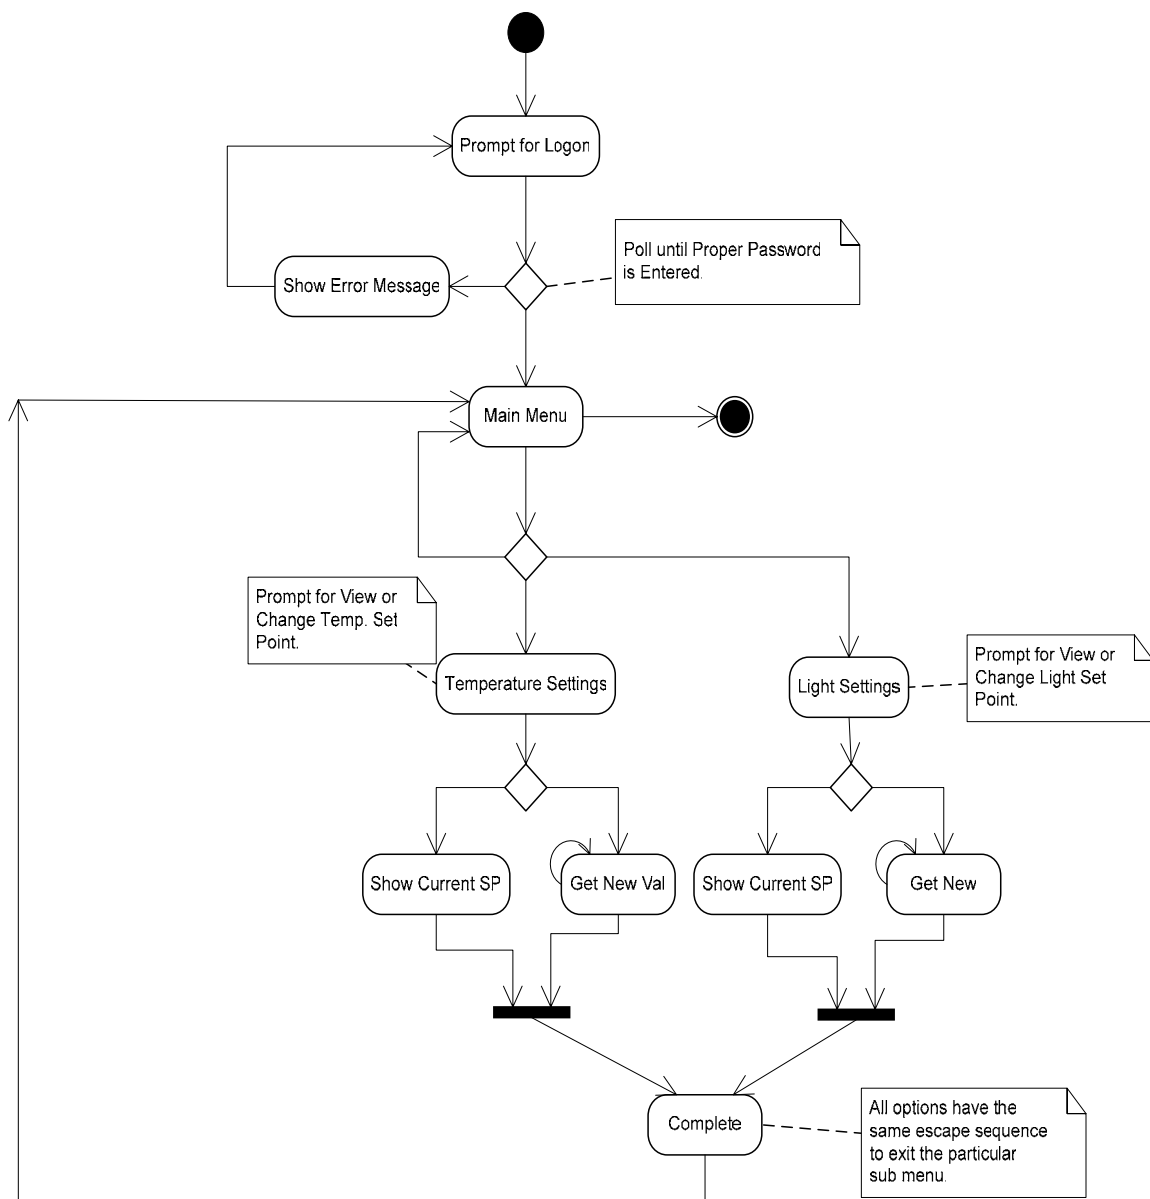 Prompt for Logon
Poll until Proper Password
is Entered.
Show Error Message
Main Menu
Prompt for View or
Change Temp. Set
Point.
Temperature Settings
Light Settings
Prompt for View or
Change Light Set
Point.
Show Current SP
Get New Val
Show Current SP
Get New
Complete
All options have the
same escape sequence
to exit the particular
sub menu.